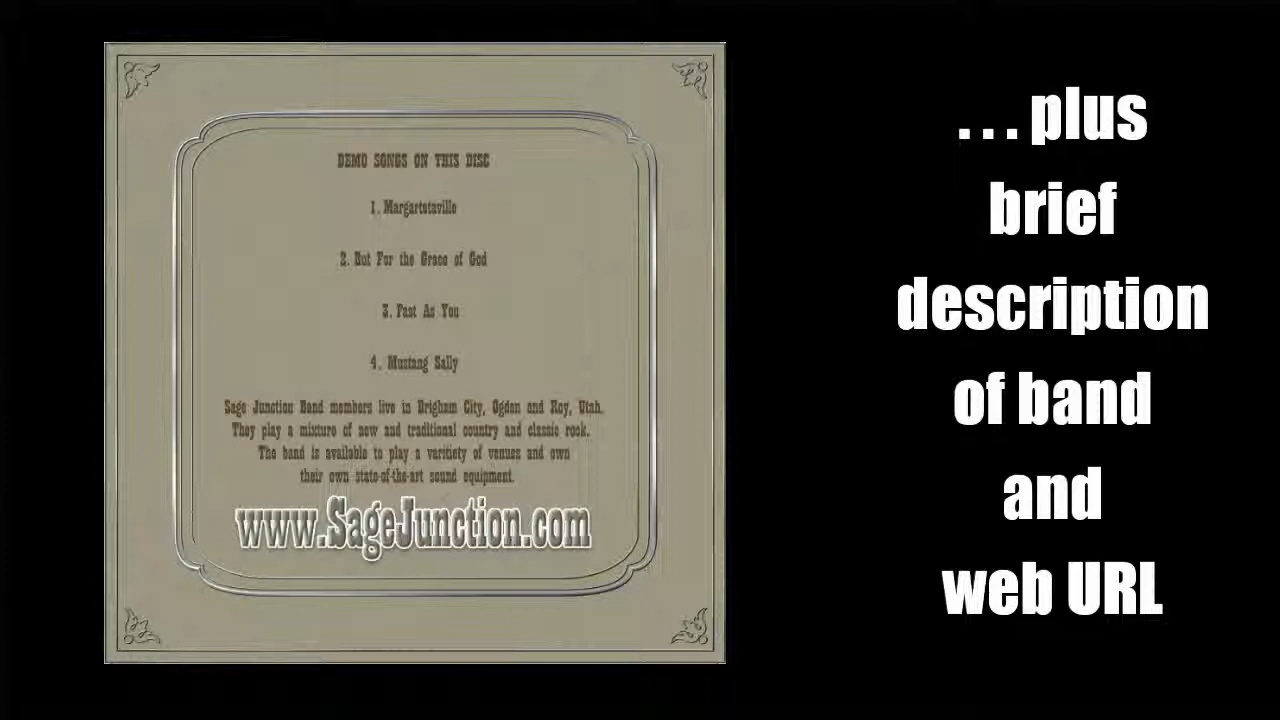 DEMO SONGS ON THIS DISC
1. Margartetaville
2. But For the Grace of God
3. Fast As You
4. Mustang Sally
Sage Junction Band members live in Brigham City, Ogden and Roy, Utah.
They play a mixture of new and traditional country and classic rock.
The band is available to play a varitiety of venues and own
their own state-of-the-art sound equipment.
www.SageJunction.com
. . . plus
brief
description
of band
and
web URL